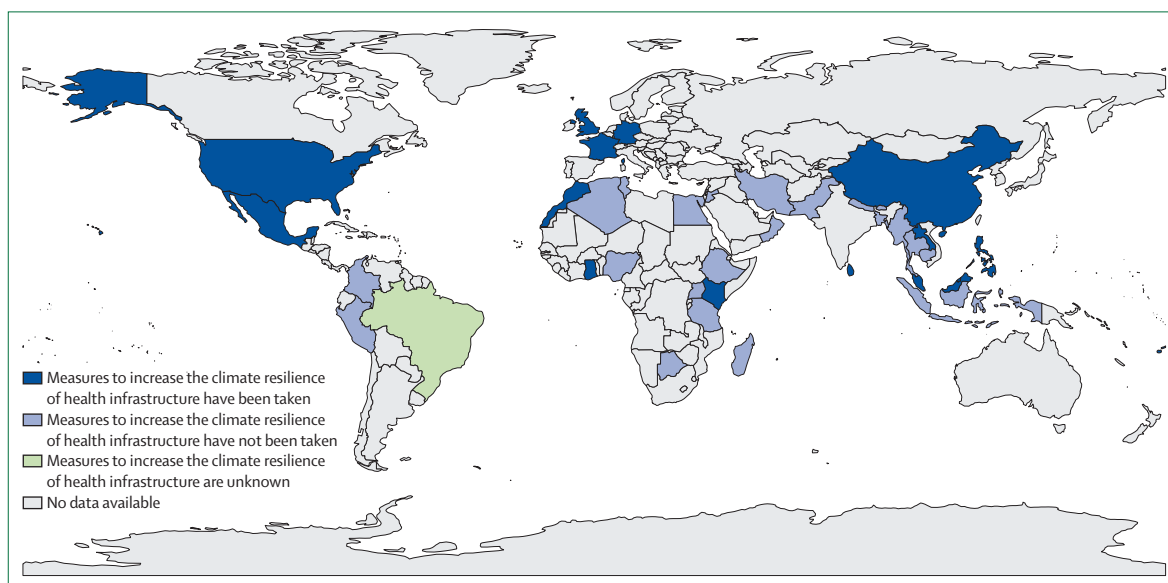 Measures to increase the climate resilience
of health infrastructure have been taken
Measures to increase the climate resilience
of health infrastructure have not been taken
Measures to increase the climate resilience
of health infrastructure are unknown
No data available